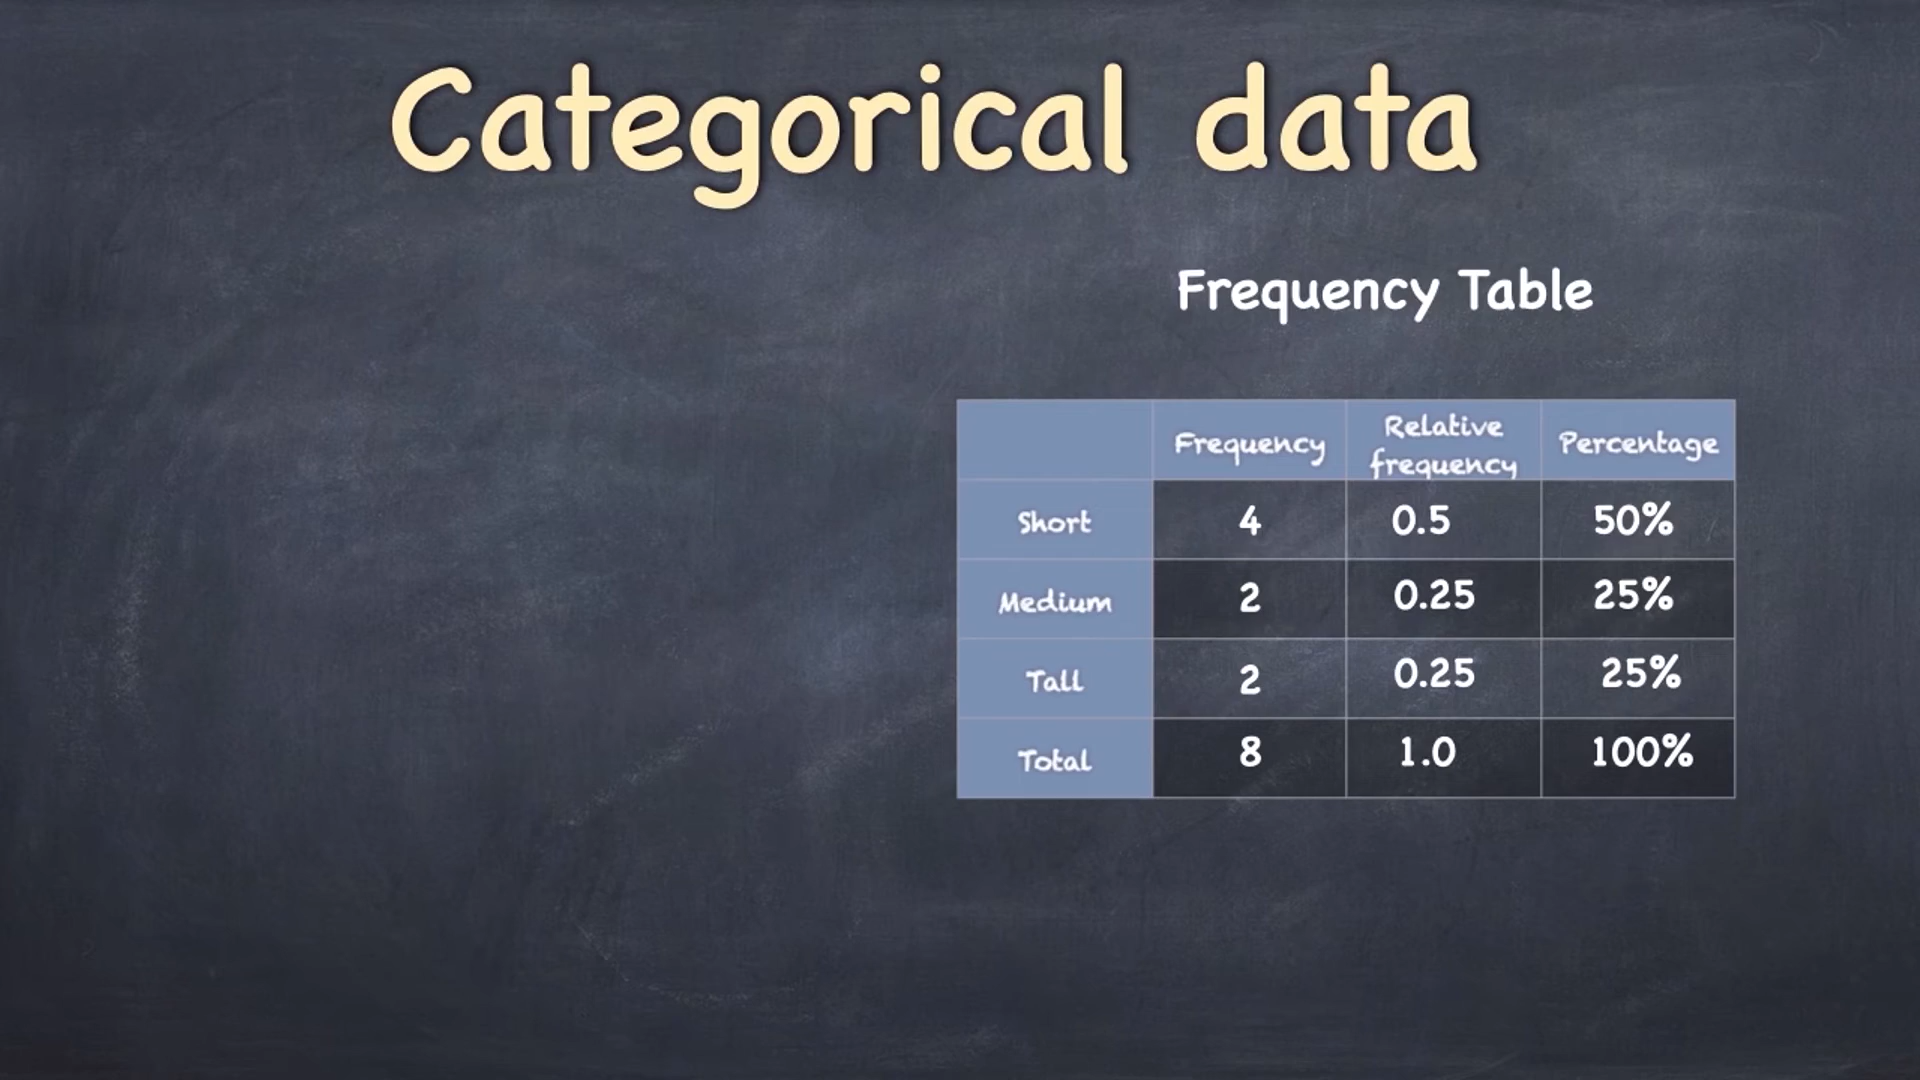 Categorical data
Frequency Table
Frequency Relative frequency Percentage
Short 4 0.5 50%
Medium 2 0.25 25%
Tall 2 0.25 25%
Total 8 1.0 100%